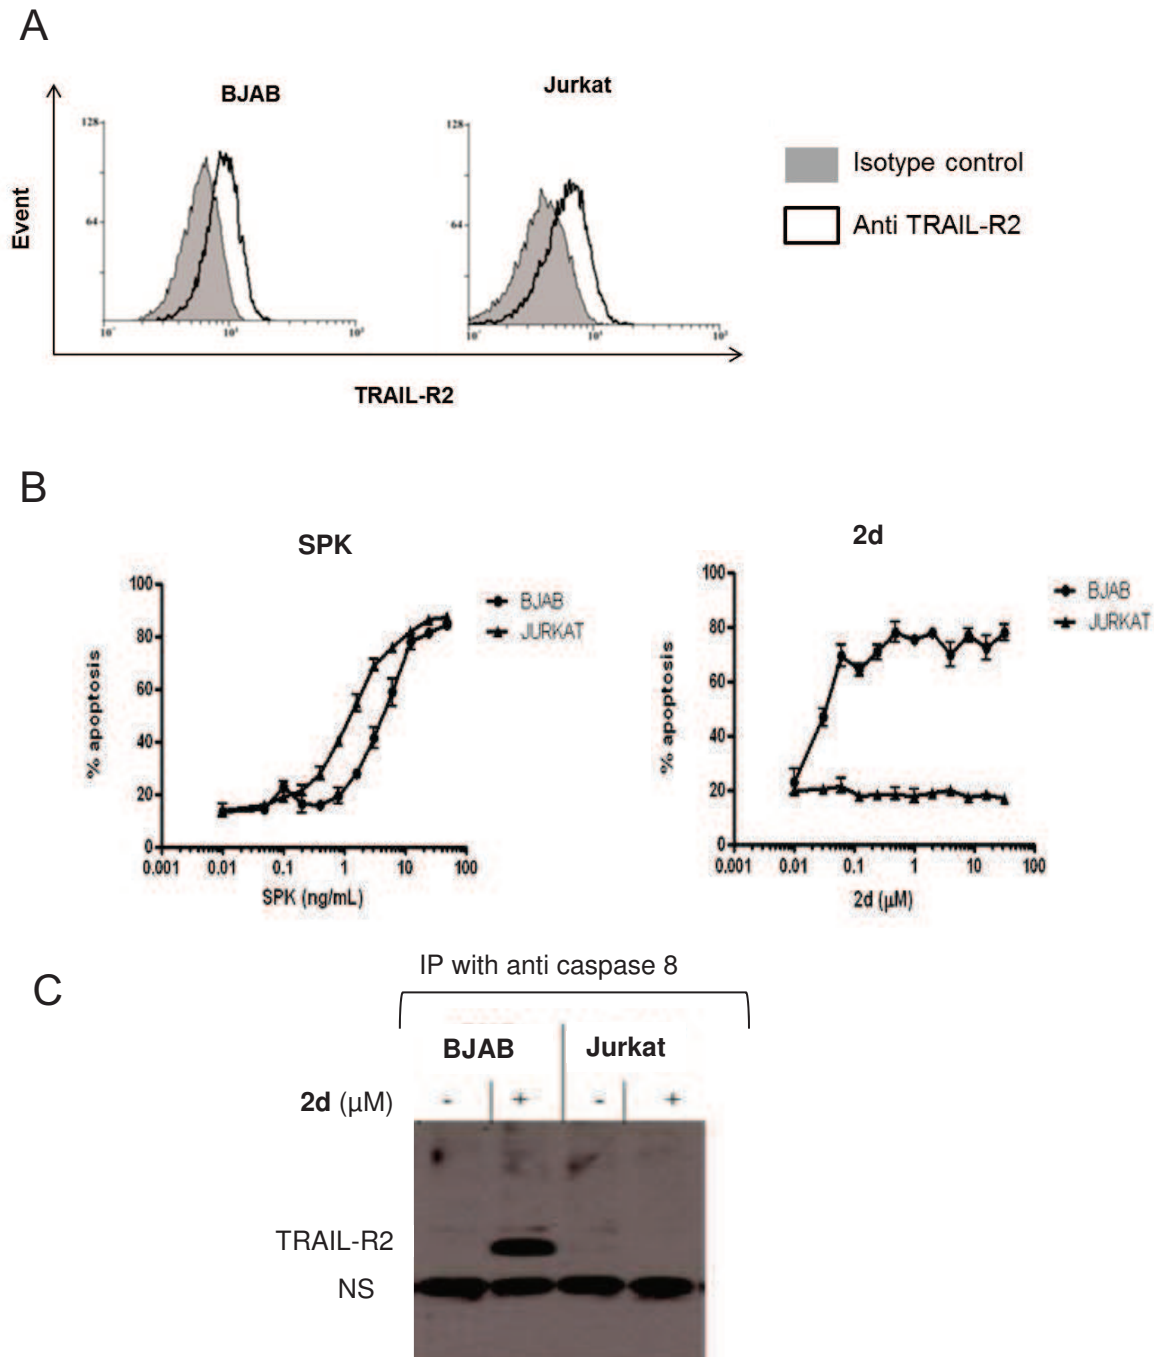 A
BJAB
Jurkat
128
64
128
64
Event
Isotype control
Anti TRAIL-R2
TRAIL-R2
B
SPK
2d
100
80
60
40
20
0
% apoptosis
BJAB
JURKAT
0.001 0.01 0.1 1 10 100
SPK (ng/mL)
100
80
60
40
20
0
% apoptosis
BJAB
JURKAT
0.001 0.01 0.1 1 10 100
2d (µM)
IP with anti caspase 8
C
BJAB Jurkat
2d (µM) - + - +
TRAIL-R2
NS